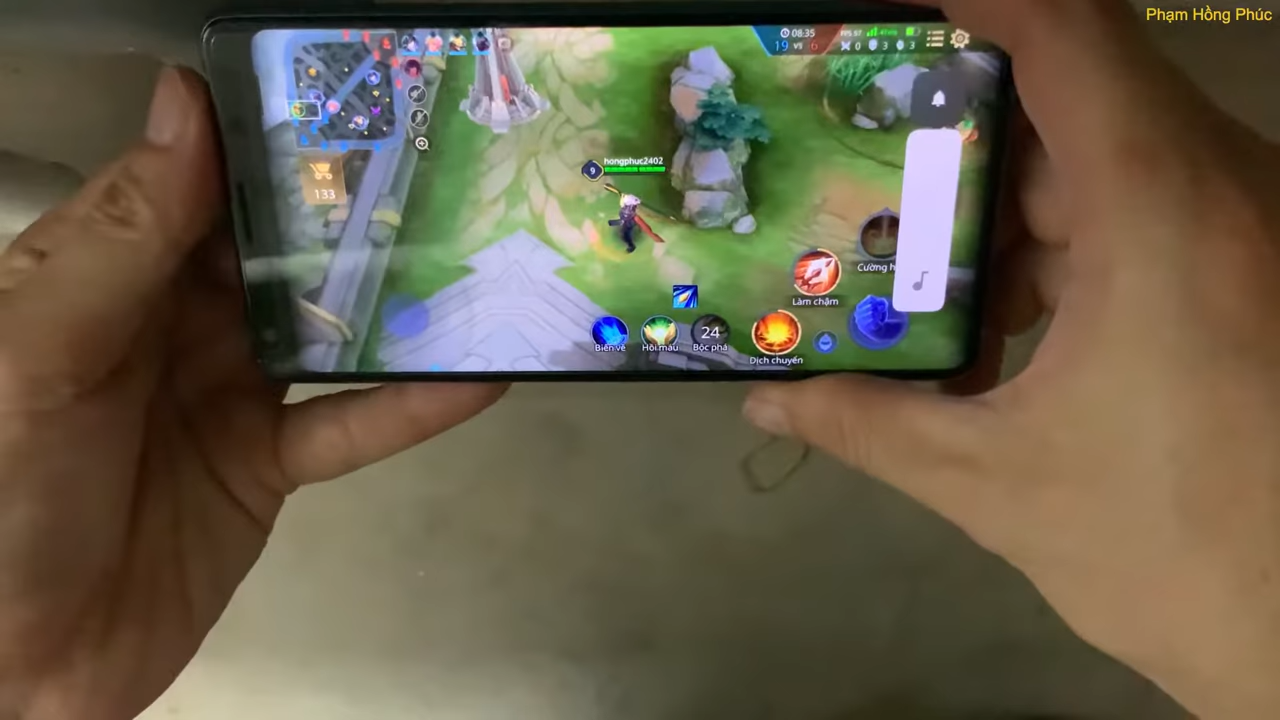 Phạm Hồng Phúc
08:35
19 vs 6
0 3 3
133
9
hongphuc2402
Làm chậm
Biến về
Hồi máu
24
Bộc phá
Dịch chuyển